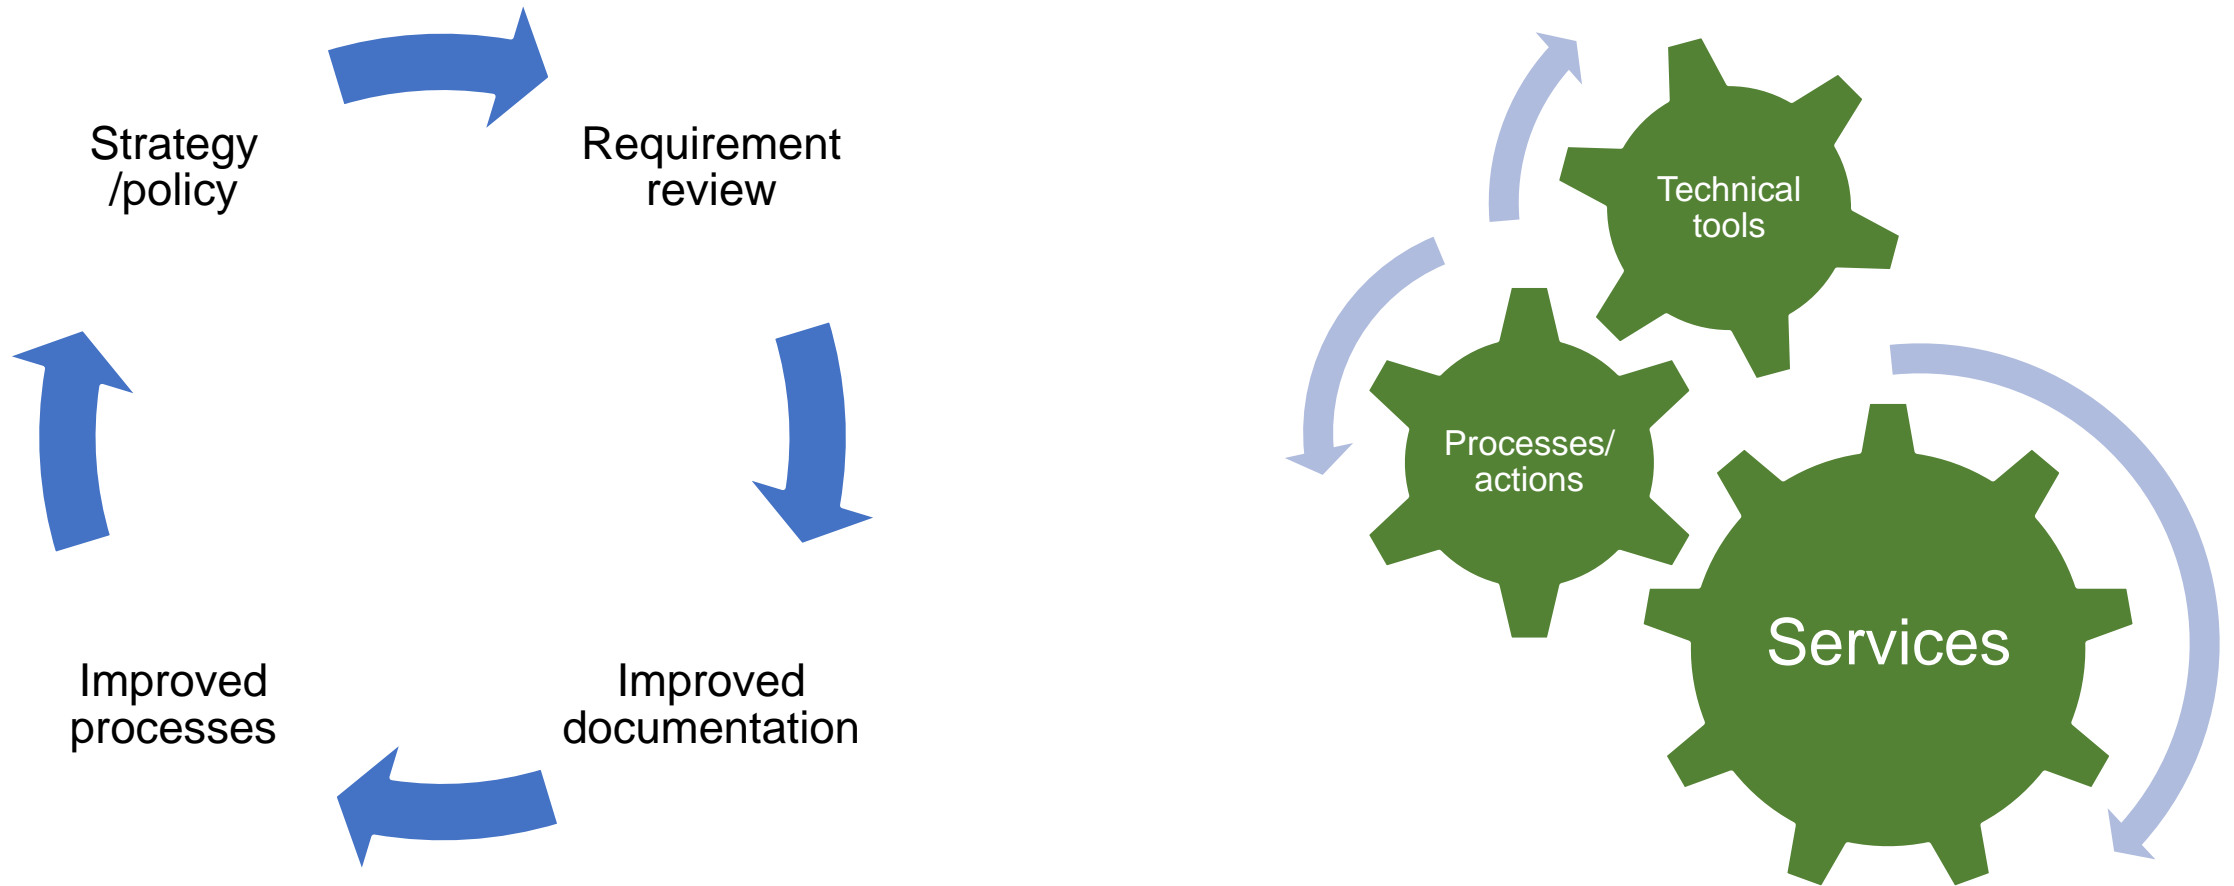 Strategy
/policy
Requirement
review
Improved
documentation
Improved
processes
Technical
tools
Processes/
actions
Services